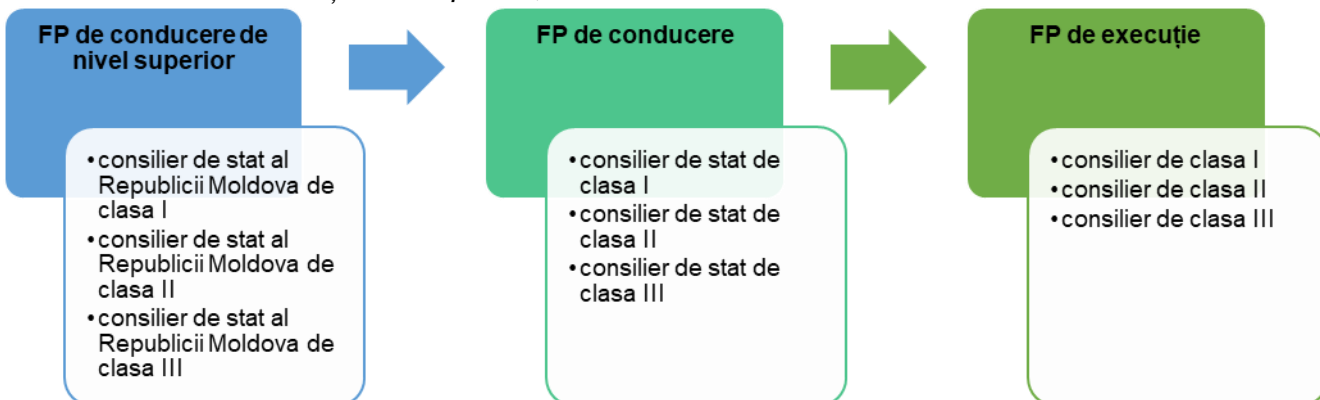 FP de conducere de
nivel superior
•consilier de stat al
Republicii Moldova de
clasa I
•consilier de stat al
Republicii Moldova de
clasa II
•consilier de stat al
Republicii Moldova de
clasa III
FP de conducere
•consilier de stat de
clasa I
•consilier de stat de
clasa II
•consilier de stat de
clasa III
FP de execuție
•consilier de clasa I
•consilier de clasa II
•consilier de clasa III